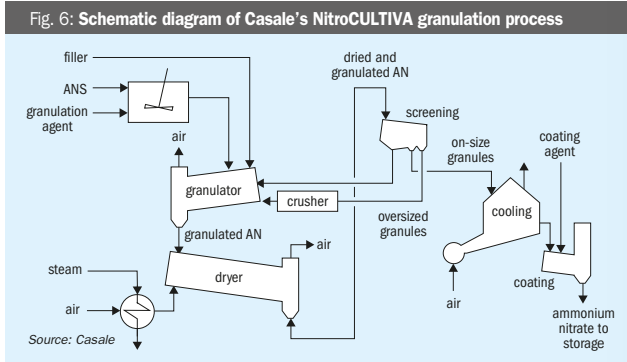 Fig. 6: Schematic diagram of Casale's NitroCULTIVA granulation process
filler
dried and
granulated AN
ANS
granulation
agent
screening
air
on-size
granules
coating
agent
granulator
crusher
cooling
oversized
granules
granulated AN
air
dryer
steam
air
air
coating
ammonium
nitrate to
storage
Source: Casale